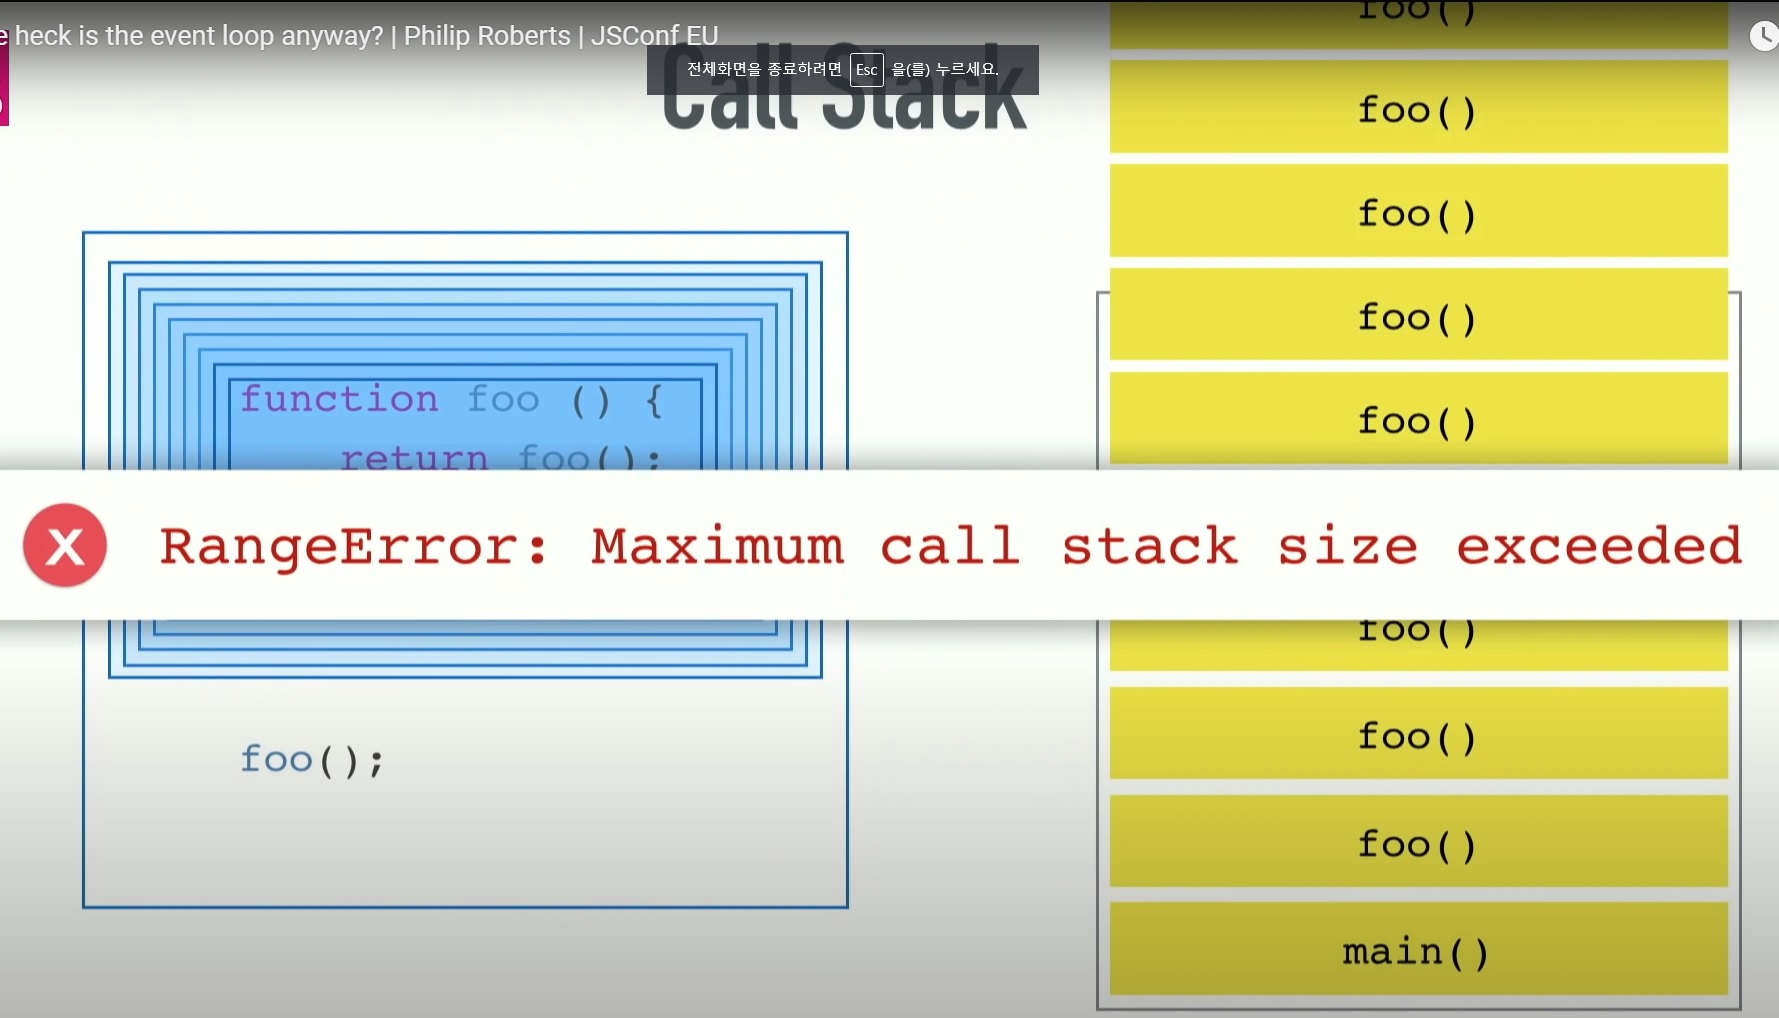 heck is the event loop anyway? | Philip Roberts | JSConf EU
전체화면을 종료하려면 Esc 을(를) 누르세요.
Call Stack
foo()
foo()
foo()
foo()
foo()
function foo () {
return foo();
RangeError: Maximum call stack size exceeded
foo()
foo()
foo();
foo()
main()